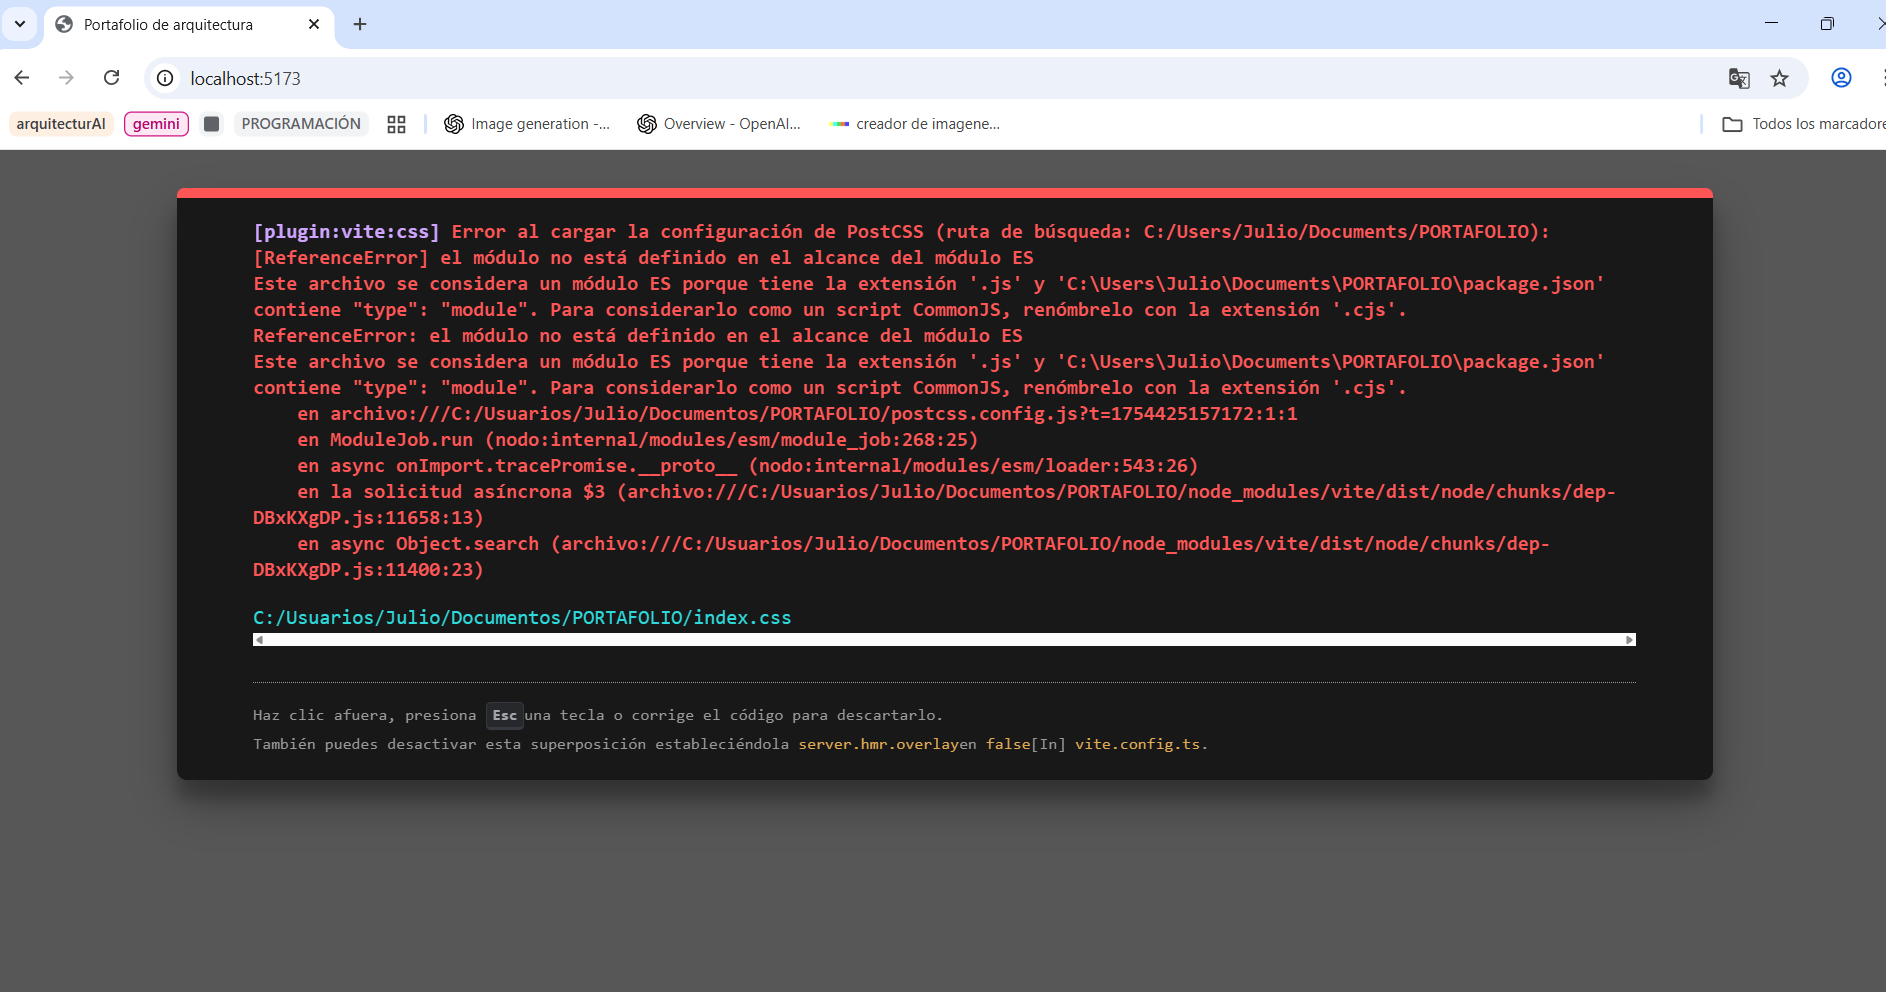 Portafolio de arquitectura
localhost:5173
arquitecturAI gemini PROGRAMACIÓN Image generation -... Overview - OpenAI... creador de imagene... Todos los marcadore
[plugin:vite:css] Error al cargar la configuración de PostCSS (ruta de búsqueda: C:/Users/Julio/Documents/PORTAFOLIO):
[ReferenceError] el módulo no está definido en el alcance del módulo ES
Este archivo se considera un módulo ES porque tiene la extensión '.js' y 'C:\Users\Julio\Documents\PORTAFOLIO\package.json'
contiene "type": "module". Para considerarlo como un script CommonJS, renómbrelo con la extensión '.cjs'.
ReferenceError: el módulo no está definido en el alcance del módulo ES
Este archivo se considera un módulo ES porque tiene la extensión '.js' y 'C:\Users\Julio\Documents\PORTAFOLIO\package.json'
contiene "type": "module". Para considerarlo como un script CommonJS, renómbrelo con la extensión '.cjs'.
en archivo:///C:/Usuarios/Julio/Documentos/PORTAFOLIO/postcss.config.js?t=1754425157172:1:1
en ModuleJob.run (nodo:internal/modules/esm/module_job:268:25)
en async onImport.tracePromise.__proto__ (nodo:internal/modules/esm/loader:543:26)
en la solicitud asíncrona $3 (archivo:///C:/Usuarios/Julio/Documentos/PORTAFOLIO/node_modules/vite/dist/node/chunks/dep-
DBxKXgDP.js:11658:13)
en async Object.search (archivo:///C:/Usuarios/Julio/Documentos/PORTAFOLIO/node_modules/vite/dist/node/chunks/dep-
DBxKXgDP.js:11400:23)
C:/Usuarios/Julio/Documentos/PORTAFOLIO/index.css
Haz clic afuera, presiona Esc una tecla o corrige el código para descartarlo.
También puedes desactivar esta superposición estableciéndola server.hmr.overlayen false[In] vite.config.ts.